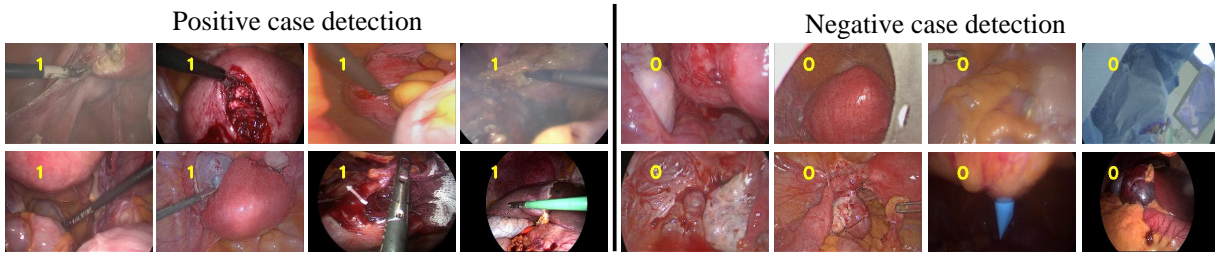 Positive case detection
Negative case detection
1 1 1 1 0 0 0 0
1 1 1 1 0 0 0 0